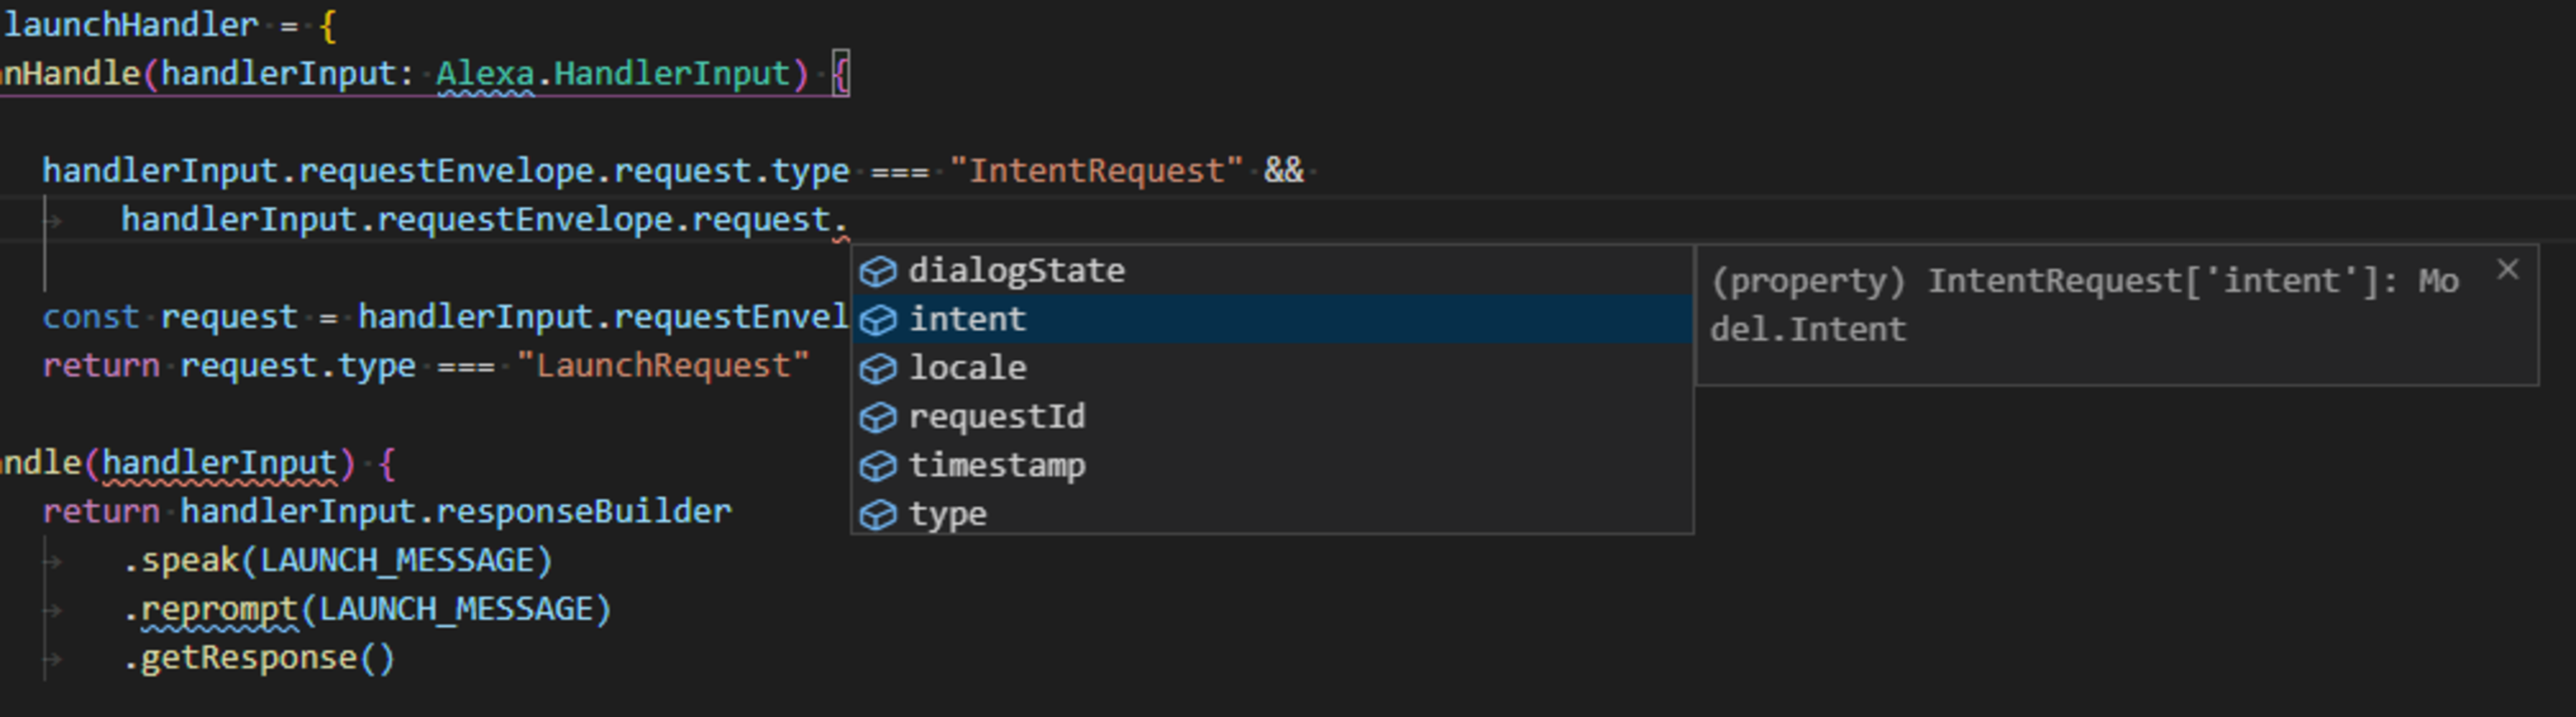 launchHandler = {
nHandle(handlerInput: Alexa.HandlerInput) {
handlerInput.requestEnvelope.request.type === "IntentRequest" &&
handlerInput.requestEnvelope.request.
dialogState
intent
locale
requestId
timestamp
type
(property) IntentRequest['intent']: Mo
del.Intent
const request = handlerInput.requestEnvel
return request.type === "LaunchRequest"
ndle(handlerInput) {
return handlerInput.responseBuilder
.speak(LAUNCH_MESSAGE)
.reprompt(LAUNCH_MESSAGE)
.getResponse()